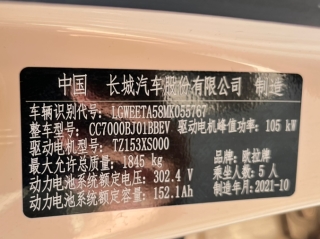 中国 长城汽车股份有限公司 制造
车辆识别代号: LGWEETA58MK055767
整车型号: CC7000BJ01BBEV 驱动电机峰值功率: 105 kW
驱动电机型号: TZ153XS000 品牌: 欧拉牌
最大允许总质量: 1845 kg 乘坐人数: 5 人
动力电池系统额定电压: 302.4 V 制造年月: 2021-10
动力电池系统额定容量: 152.1Ah